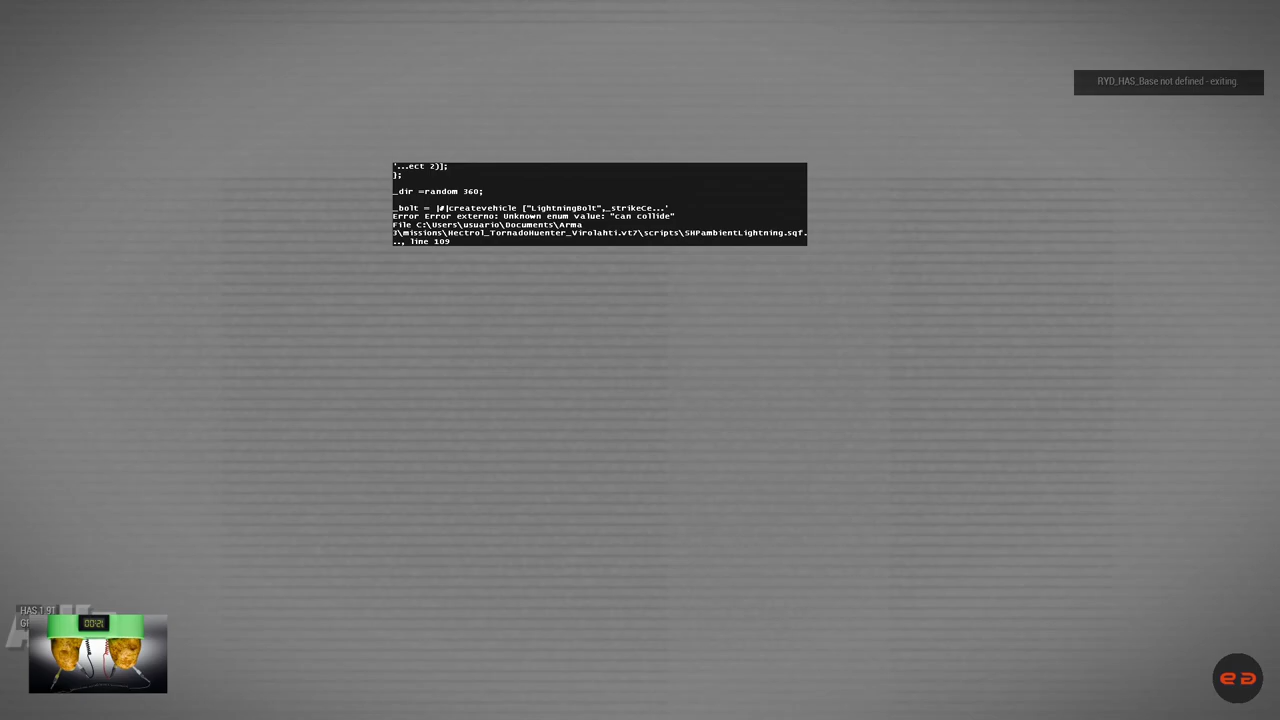 RYD_HAS_Base not defined - exiting
'...ect 2)];
};
_dir =random 360;
_bolt = |#|createvehicle ["LightningBolt",_strikeCe...'
Error Error externo: Unknown enum value: "can collide"
File C:\Users\usuario\Documents\Arma
3\missions\Hectrol_TornadoHuenter_Virolahti.vt7\scripts\SHPambientLightning.sqf.
.., line 109
HAS 1.91